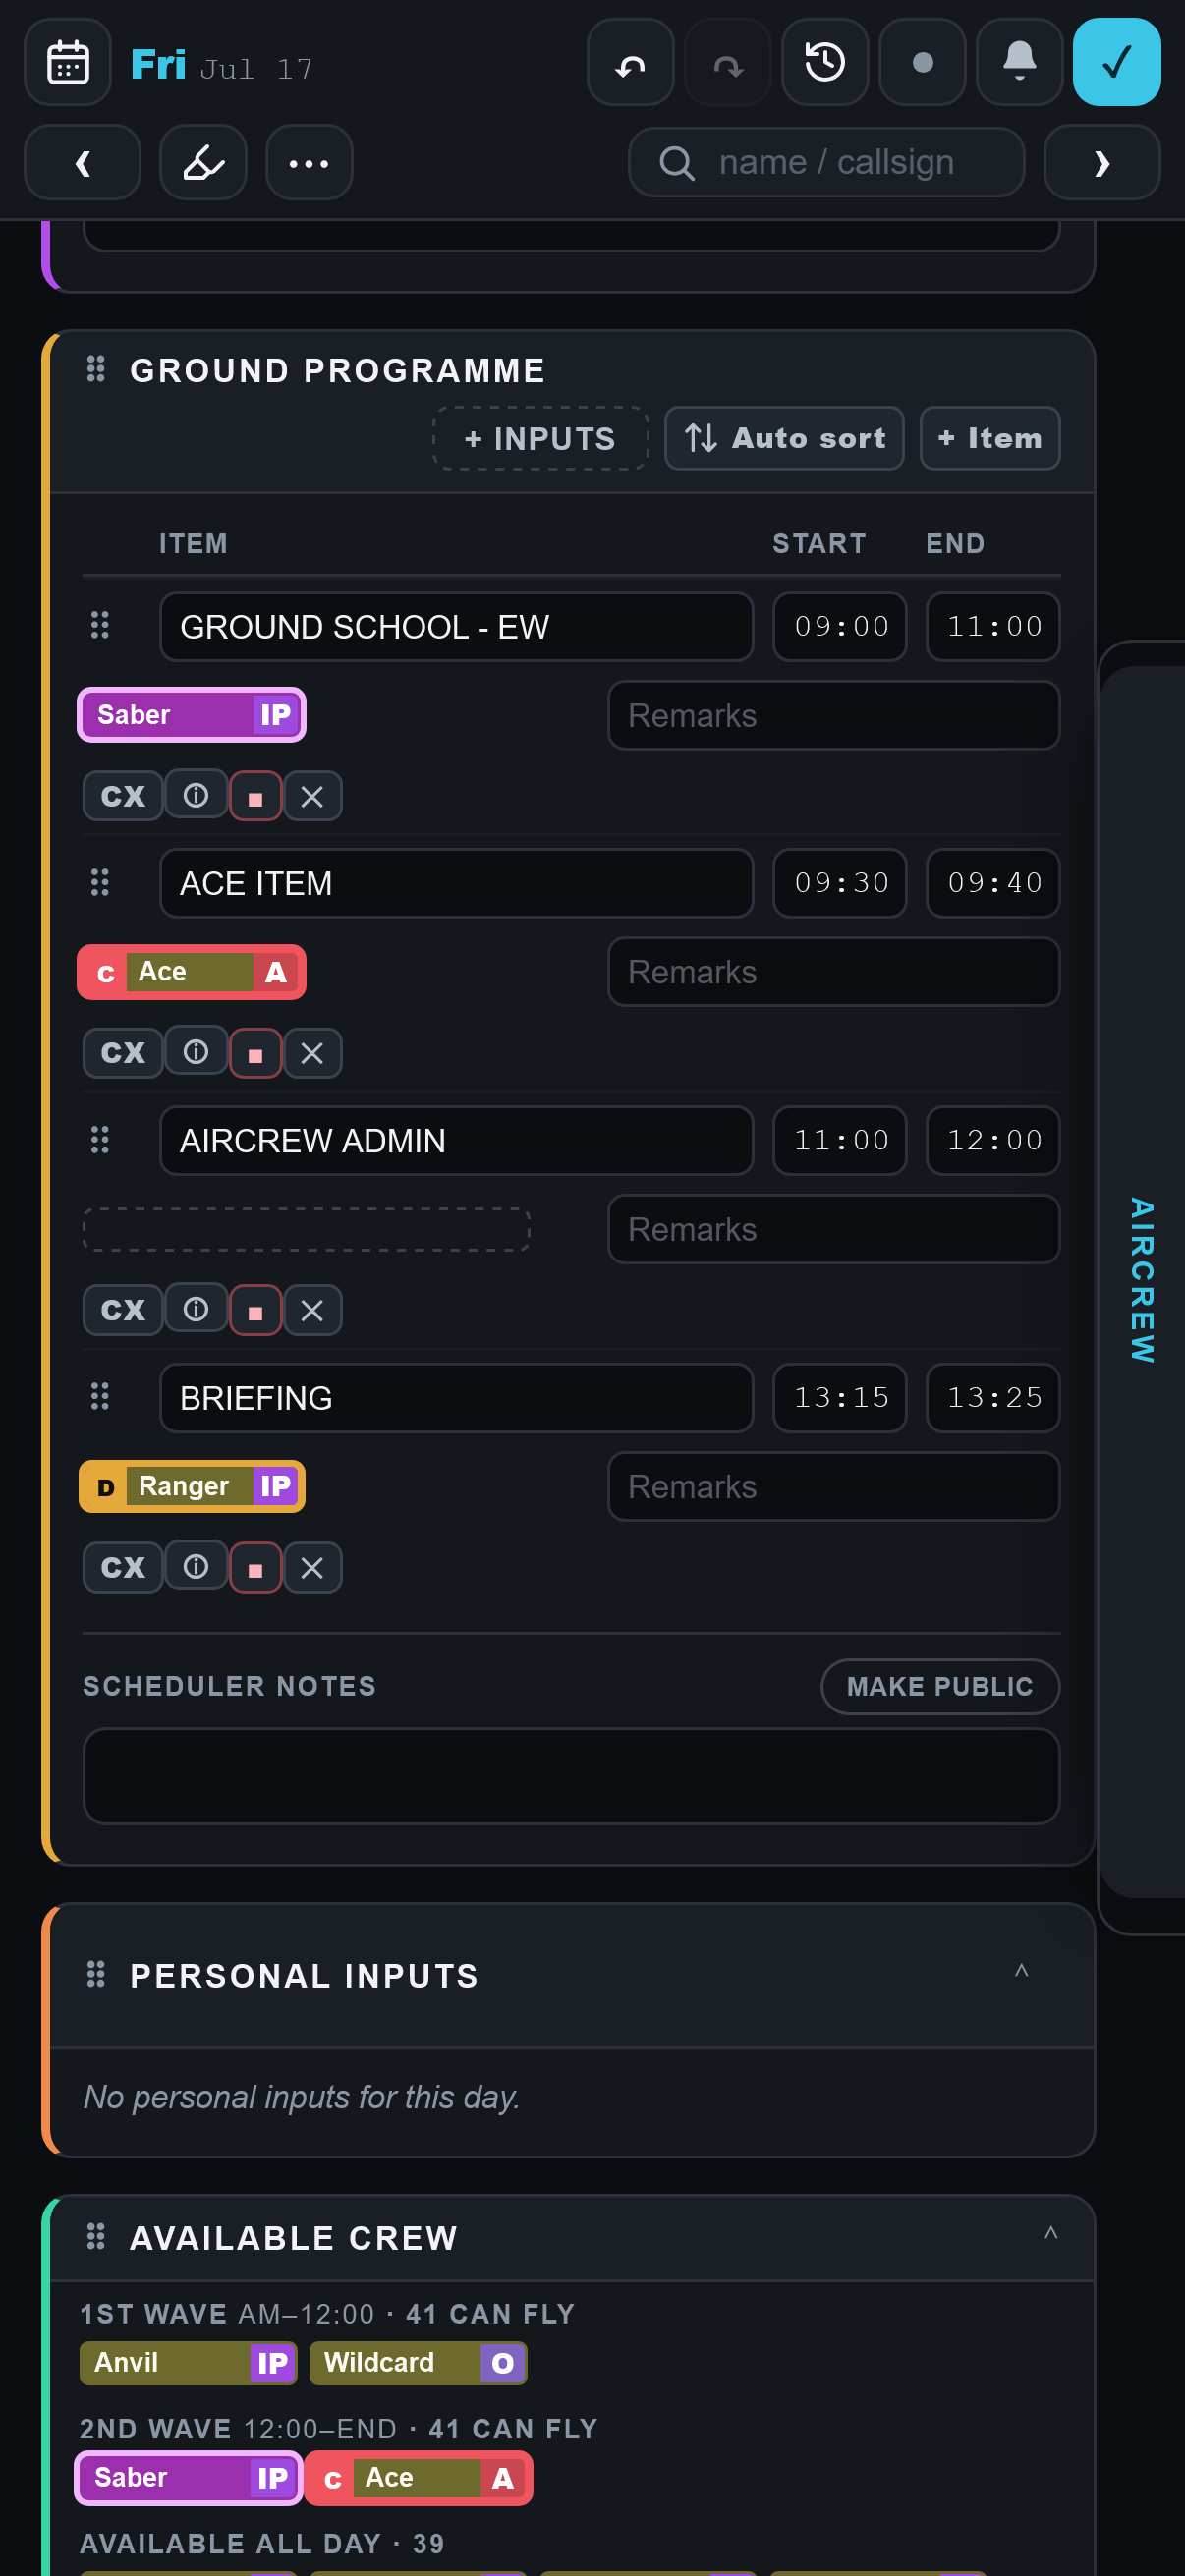 Fri Jul 17
name / callsign
GROUND PROGRAMME
+ INPUTS Auto sort + Item
ITEM START END
GROUND SCHOOL - EW 09:00 11:00
Saber IP Remarks
CX
ACE ITEM 09:30 09:40
C Ace A Remarks
CX
AIRCREW ADMIN 11:00 12:00
Remarks
CX
BRIEFING 13:15 13:25
D Ranger IP Remarks
CX
AIRCREW
SCHEDULER NOTES MAKE PUBLIC
PERSONAL INPUTS
No personal inputs for this day.
AVAILABLE CREW
1ST WAVE AM–12:00 · 41 CAN FLY
Anvil IP Wildcard O
2ND WAVE 12:00–END · 41 CAN FLY
Saber IP C Ace A
AVAILABLE ALL DAY · 39